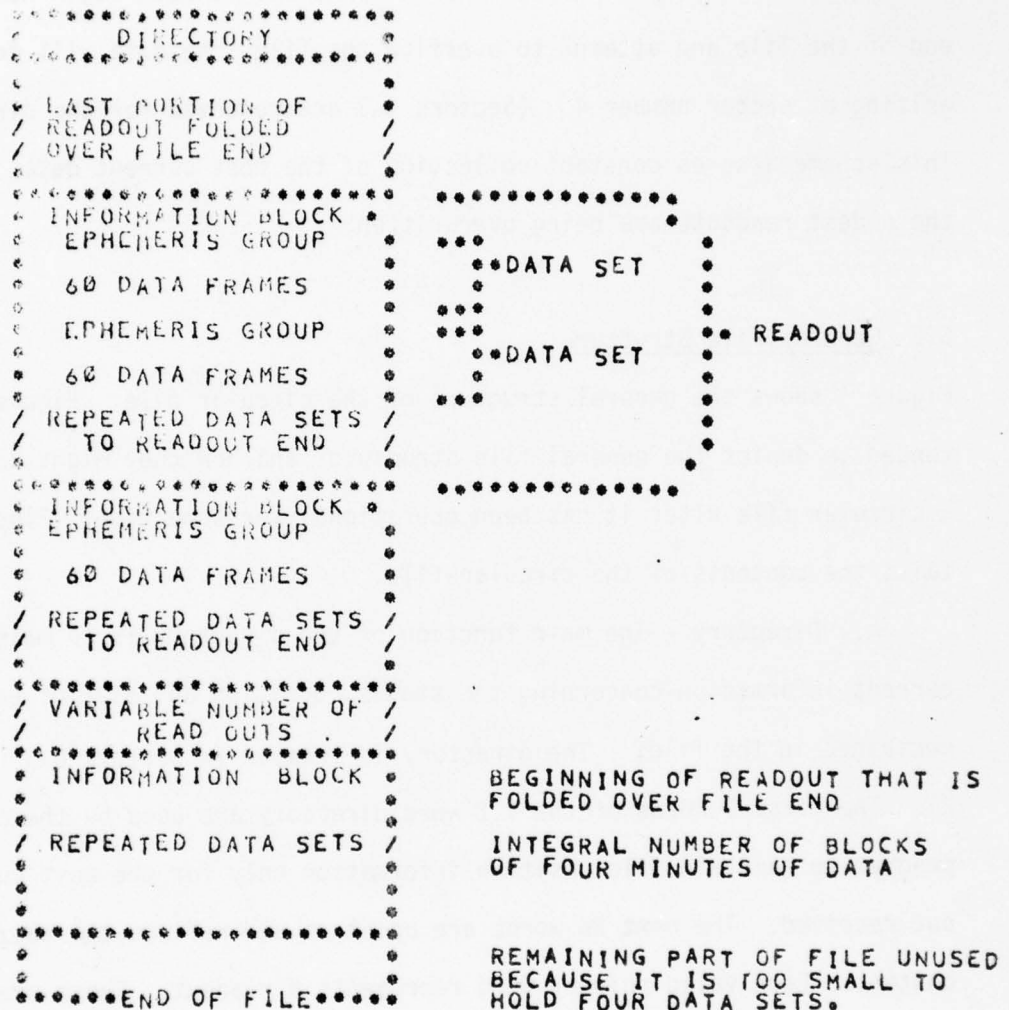 DIRECTORY
LAST PORTION OF
READOUT FOLDED
OVER FILE END
INFORMATION BLOCK
EPHEMERIS GROUP
60 DATA FRAMES
EPHEMERIS GROUP
60 DATA FRAMES
REPEATED DATA SETS
TO READOUT END
DATA SET
DATA SET
READOUT
INFORMATION BLOCK
EPHEMERIS GROUP
60 DATA FRAMES
REPEATED DATA SETS
TO READOUT END
VARIABLE NUMBER OF
READ OUTS
INFORMATION BLOCK
REPEATED DATA SETS
BEGINNING OF READOUT THAT IS
FOLDED OVER FILE END
INTEGRAL NUMBER OF BLOCKS
OF FOUR MINUTES OF DATA
REMAINING PART OF FILE UNUSED
BECAUSE IT IS TOO SMALL TO
HOLD FOUR DATA SETS.
END OF FILE